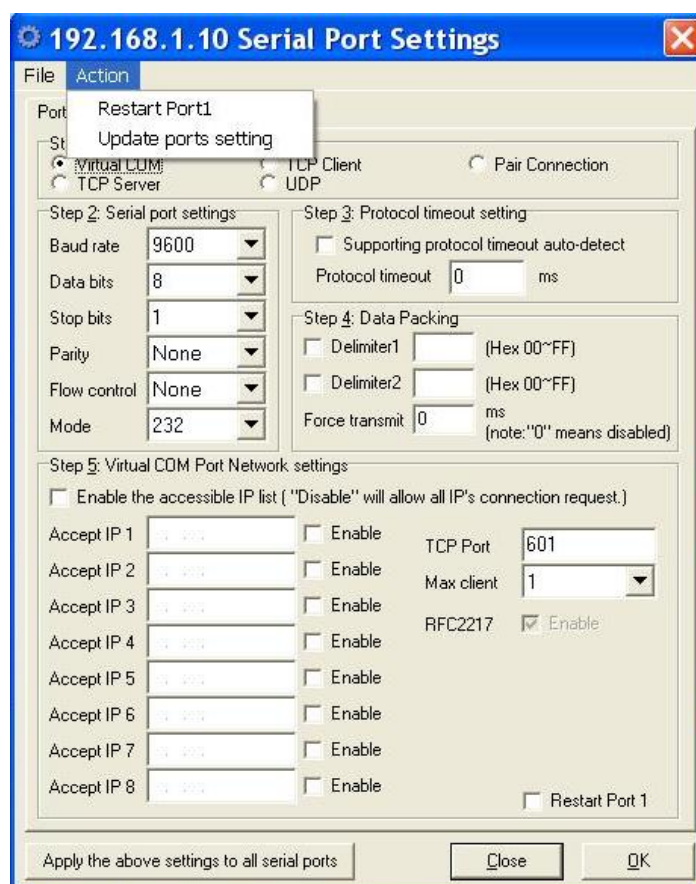 192.168.1.10 Serial Port Settings
File Action
Restart Port1
Update ports setting
Port
St
Virtual COM TCP Client Pair Connection
TCP Server UDP
Step 2: Serial port settings
Baud rate 9600
Data bits 8
Stop bits 1
Parity None
Flow control None
Mode 232
Step 3: Protocol timeout setting
Supporting protocol timeout auto-detect
Protocol timeout 0 ms
Step 4: Data Packing
Delimiter1 (Hex 00~FF)
Delimiter2 (Hex 00~FF)
Force transmit 0 ms
(note:"0" means disabled)
Step 5: Virtual COM Port Network settings
Enable the accessible IP list ( "Disable" will allow all IP's connection request.)
Accept IP 1 Enable
Accept IP 2 Enable
Accept IP 3 Enable
Accept IP 4 Enable
Accept IP 5 Enable
Accept IP 6 Enable
Accept IP 7 Enable
Accept IP 8 Enable
TCP Port 601
Max client 1
RFC2217 Enable
Restart Port 1
Apply the above settings to all serial ports Close OK